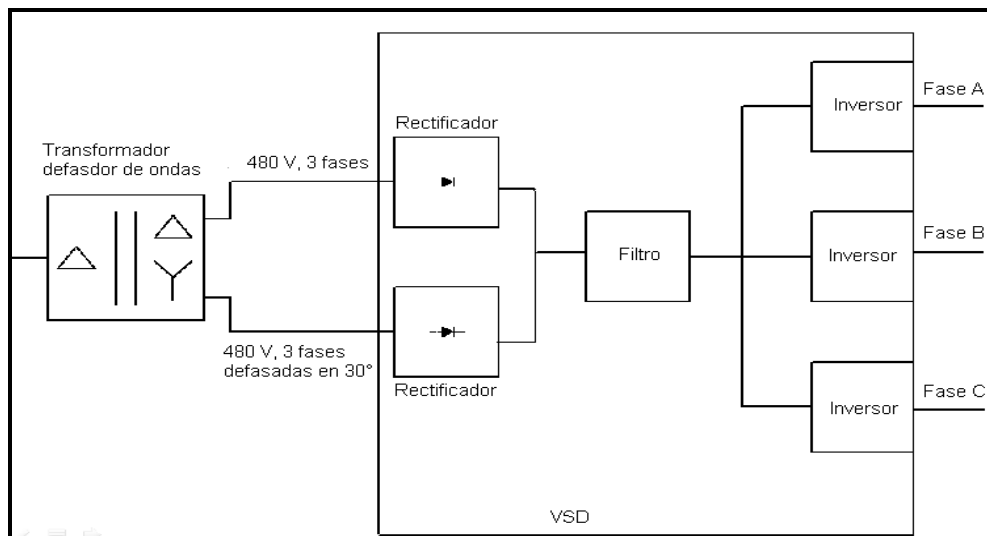 Transformador
defasdor de ondas
480 V, 3 fases
480 V, 3 fases
defasadas en 30°
Rectificador
Rectificador
Filtro
Inversor
Fase A
Inversor
Fase B
Inversor
Fase C
VSD